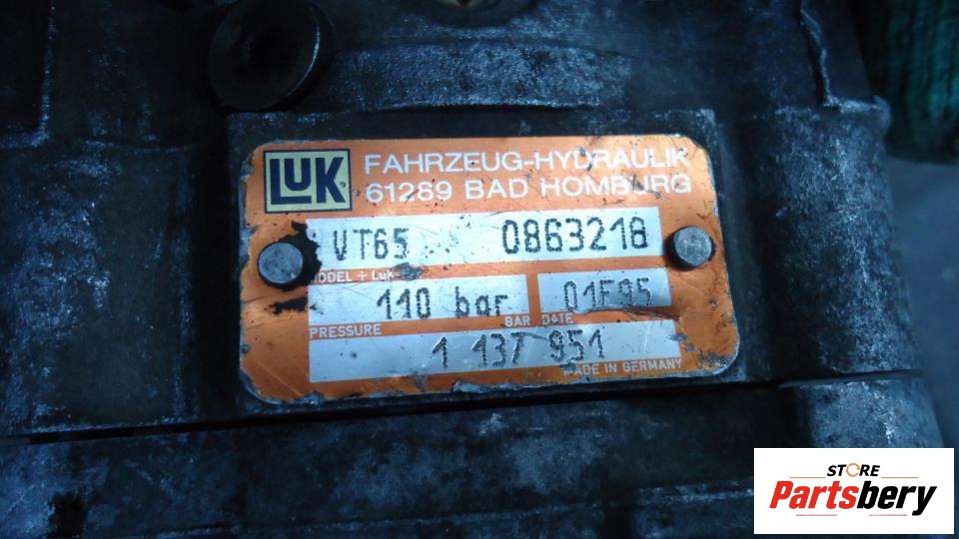 LUK
FAHRZEUG-HYDRAULIK
61289 BAD HOMBURG
VT65 0863218
MODEL + LuK-
110 bar 01F95
PRESSURE BAR DATE
1 137 951
MADE IN GERMANY
STORE
Partsbery